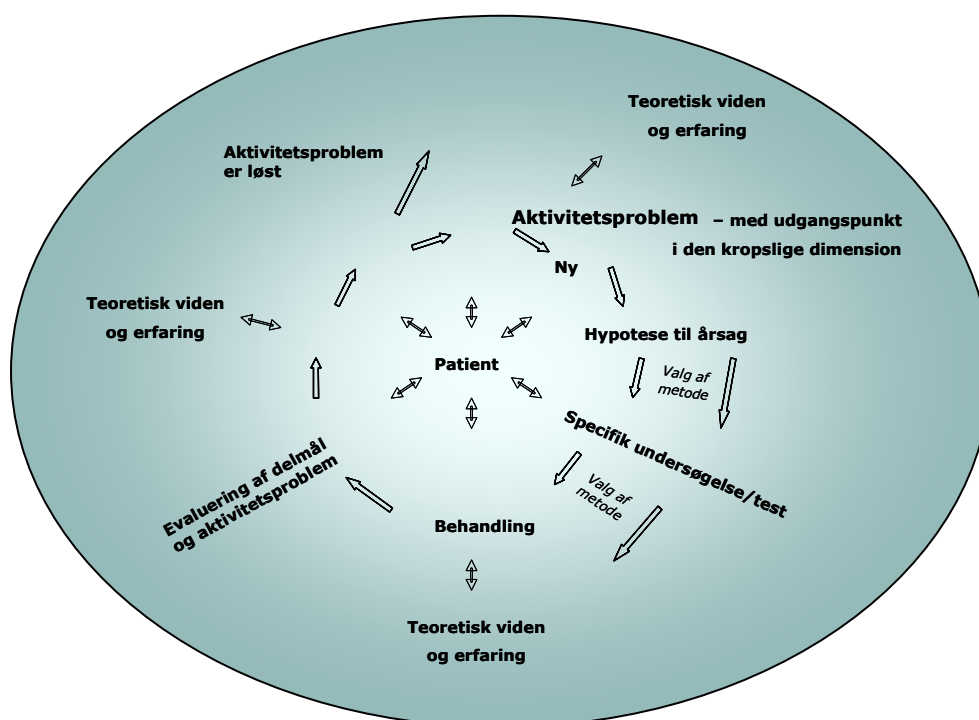 Teoretisk viden
og erfaring
Aktivitetsproblem
er løst
Aktivitetsproblem – med udgangspunkt
i den kropslige dimension
Ny
Teoretisk viden
og erfaring
Hypotese til årsag
Patient
Valg af
metode
Specifik undersøgelse/test
Evaluering af delmål
og aktivitetsproblem
Valg af
metode
Behandling
Teoretisk viden
og erfaring